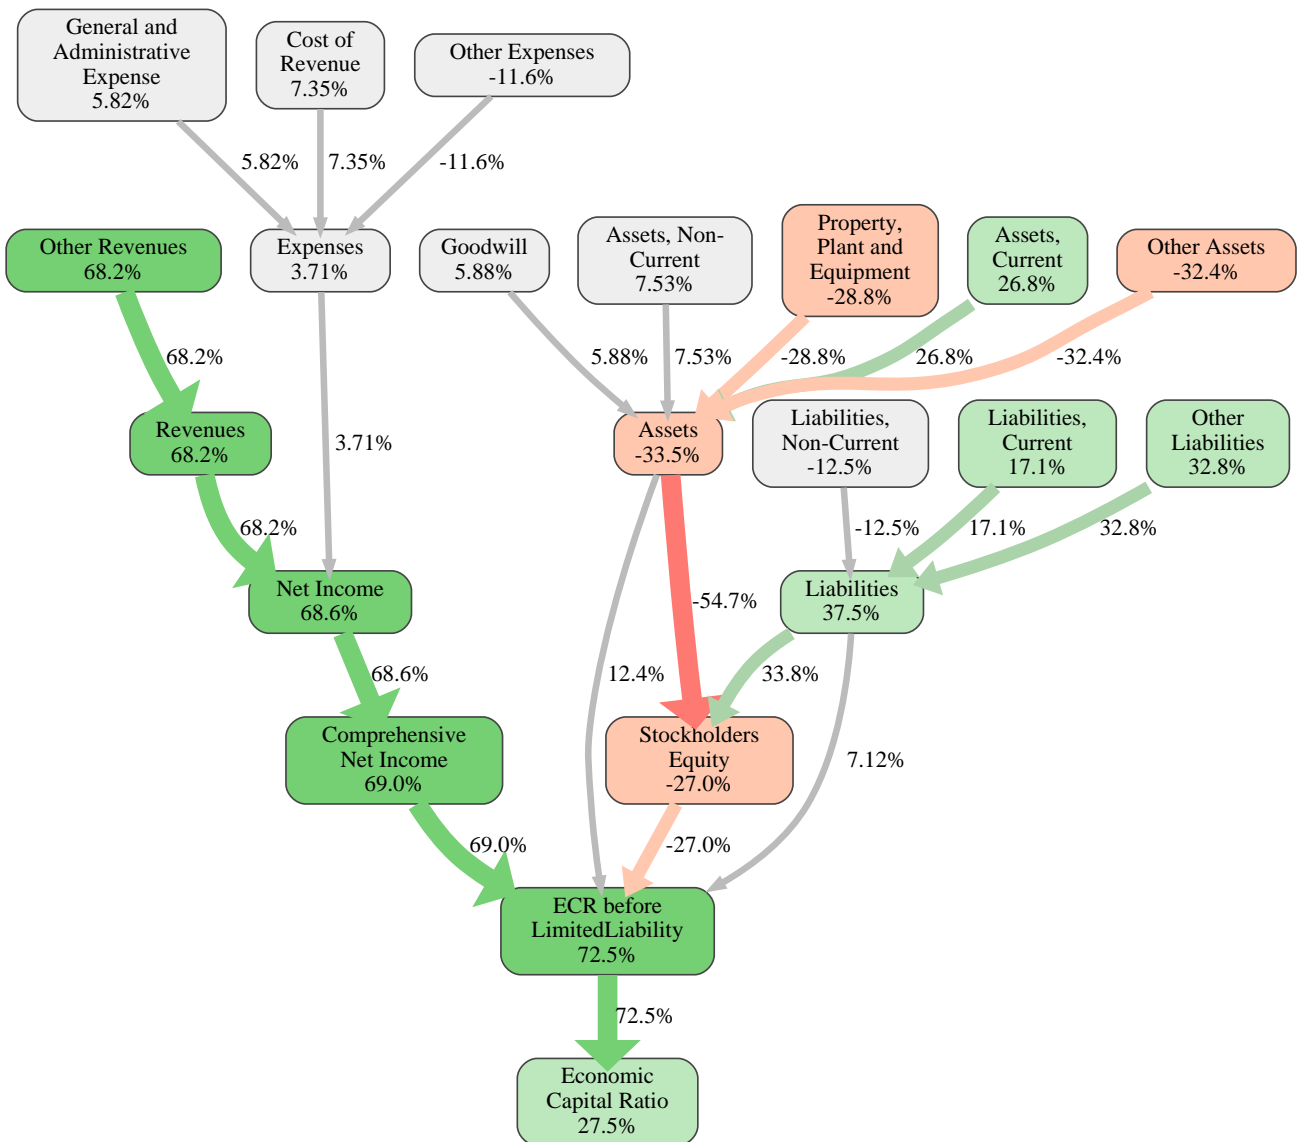 General and
Administrative
Expense
5.82%
Cost of
Revenue
7.35%
Other Expenses
-11.6%
5.82%
7.35%
-11.6%
Other Revenues
68.2%
Expenses
3.71%
Goodwill
5.88%
Assets, Non-
Current
7.53%
Property,
Plant and
Equipment
-28.8%
Assets,
Current
26.8%
Other Assets
-32.4%
68.2%
5.88%
7.53%
-28.8%
26.8%
-32.4%
Revenues
68.2%
3.71%
Assets
-33.5%
Liabilities,
Non-Current
-12.5%
Liabilities,
Current
17.1%
Other
Liabilities
32.8%
68.2%
-12.5%
17.1%
32.8%
Net Income
68.6%
-54.7%
Liabilities
37.5%
68.6%
12.4%
33.8%
Comprehensive
Net Income
69.0%
Stockholders
Equity
-27.0%
7.12%
69.0%
-27.0%
ECR before
LimitedLiability
72.5%
72.5%
Economic
Capital Ratio
27.5%